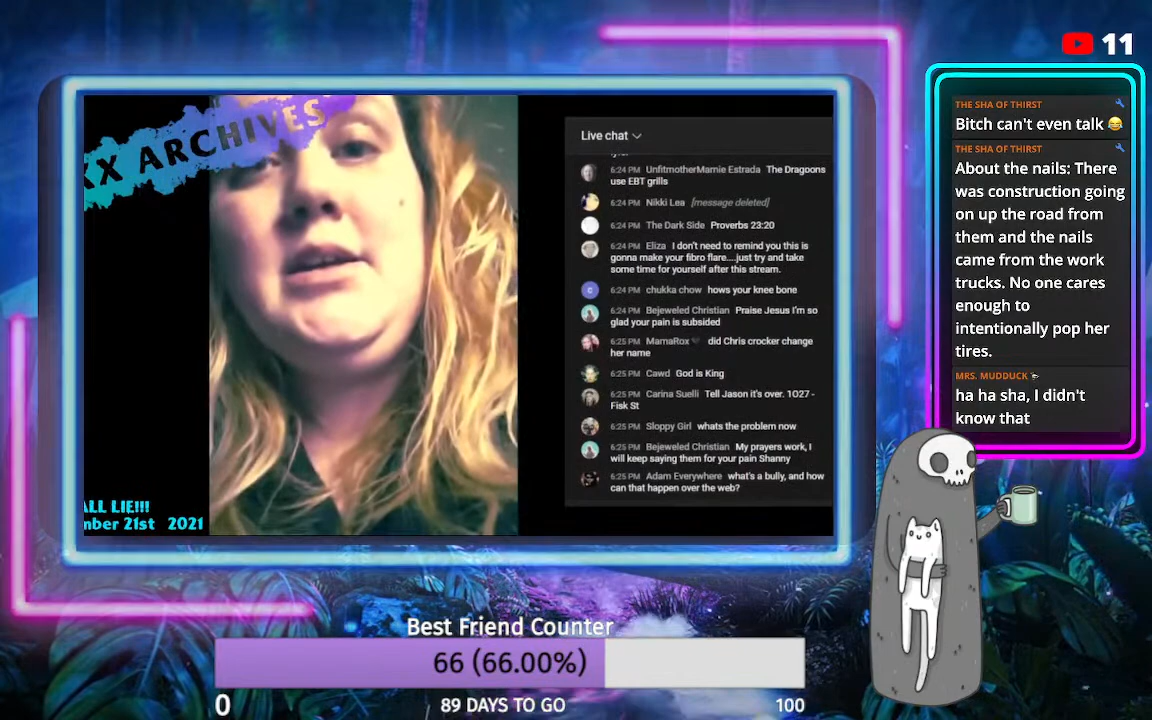 11
XX ARCHIVES
ALL LIE!!!
mber 21st 2021
Live chat
6:24 PM UnfitmotherMamie Estrada The Dragoons
use EBT grills
6:24 PM Nikki Lea [message deleted]
6:24 PM The Dark Side Proverbs 23:20
6:24 PM Eliza I don't need to remind you this is
gonna make your fibro flare....just try and take
some time for yourself after this stream.
C
6:24 PM chukka chow hows your knee bone
6:24 PM Bejeweled Christian Praise Jesus I'm so
glad your pain is subsided
6:25 PM MamaRox🖤 did Chris crocker change
her name
6:25 PM Cawd God is King
6:25 PM Carina Suelli Tell Jason it's over. 1027 -
Fisk St
6:25 PM Sloppy Girl whats the problem now
6:25 PM Bejeweled Christian My prayers work, I
will keep saying them for your pain Shanny
6:25 PM Adam Everywhere what's a bully, and how
can that happen over the web?
THE SHA OF THIRST
Bitch can't even talk 😂
THE SHA OF THIRST
About the nails: There
was construction going
on up the road from
them and the nails
came from the work
trucks. No one cares
enough to
intentionally pop her
tires.
MRS. MUDDUCK
ha ha sha, I didn't
know that
Best Friend Counter
66 (66.00%)
0
89 DAYS TO GO
100